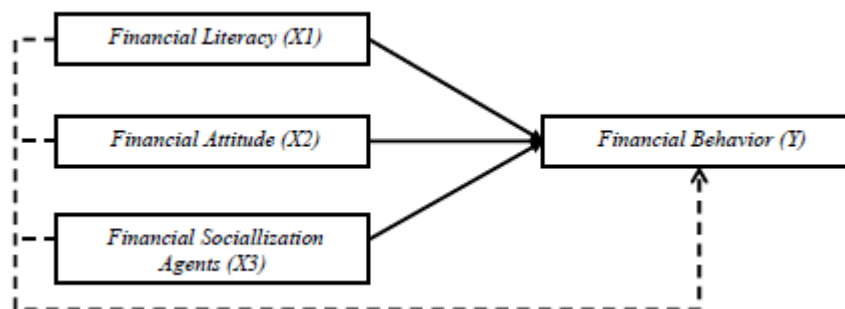 Financial Literacy (X1)
Financial Attitude (X2)
Financial Behavior (Y)
Financial Sociallization
Agents (X3)